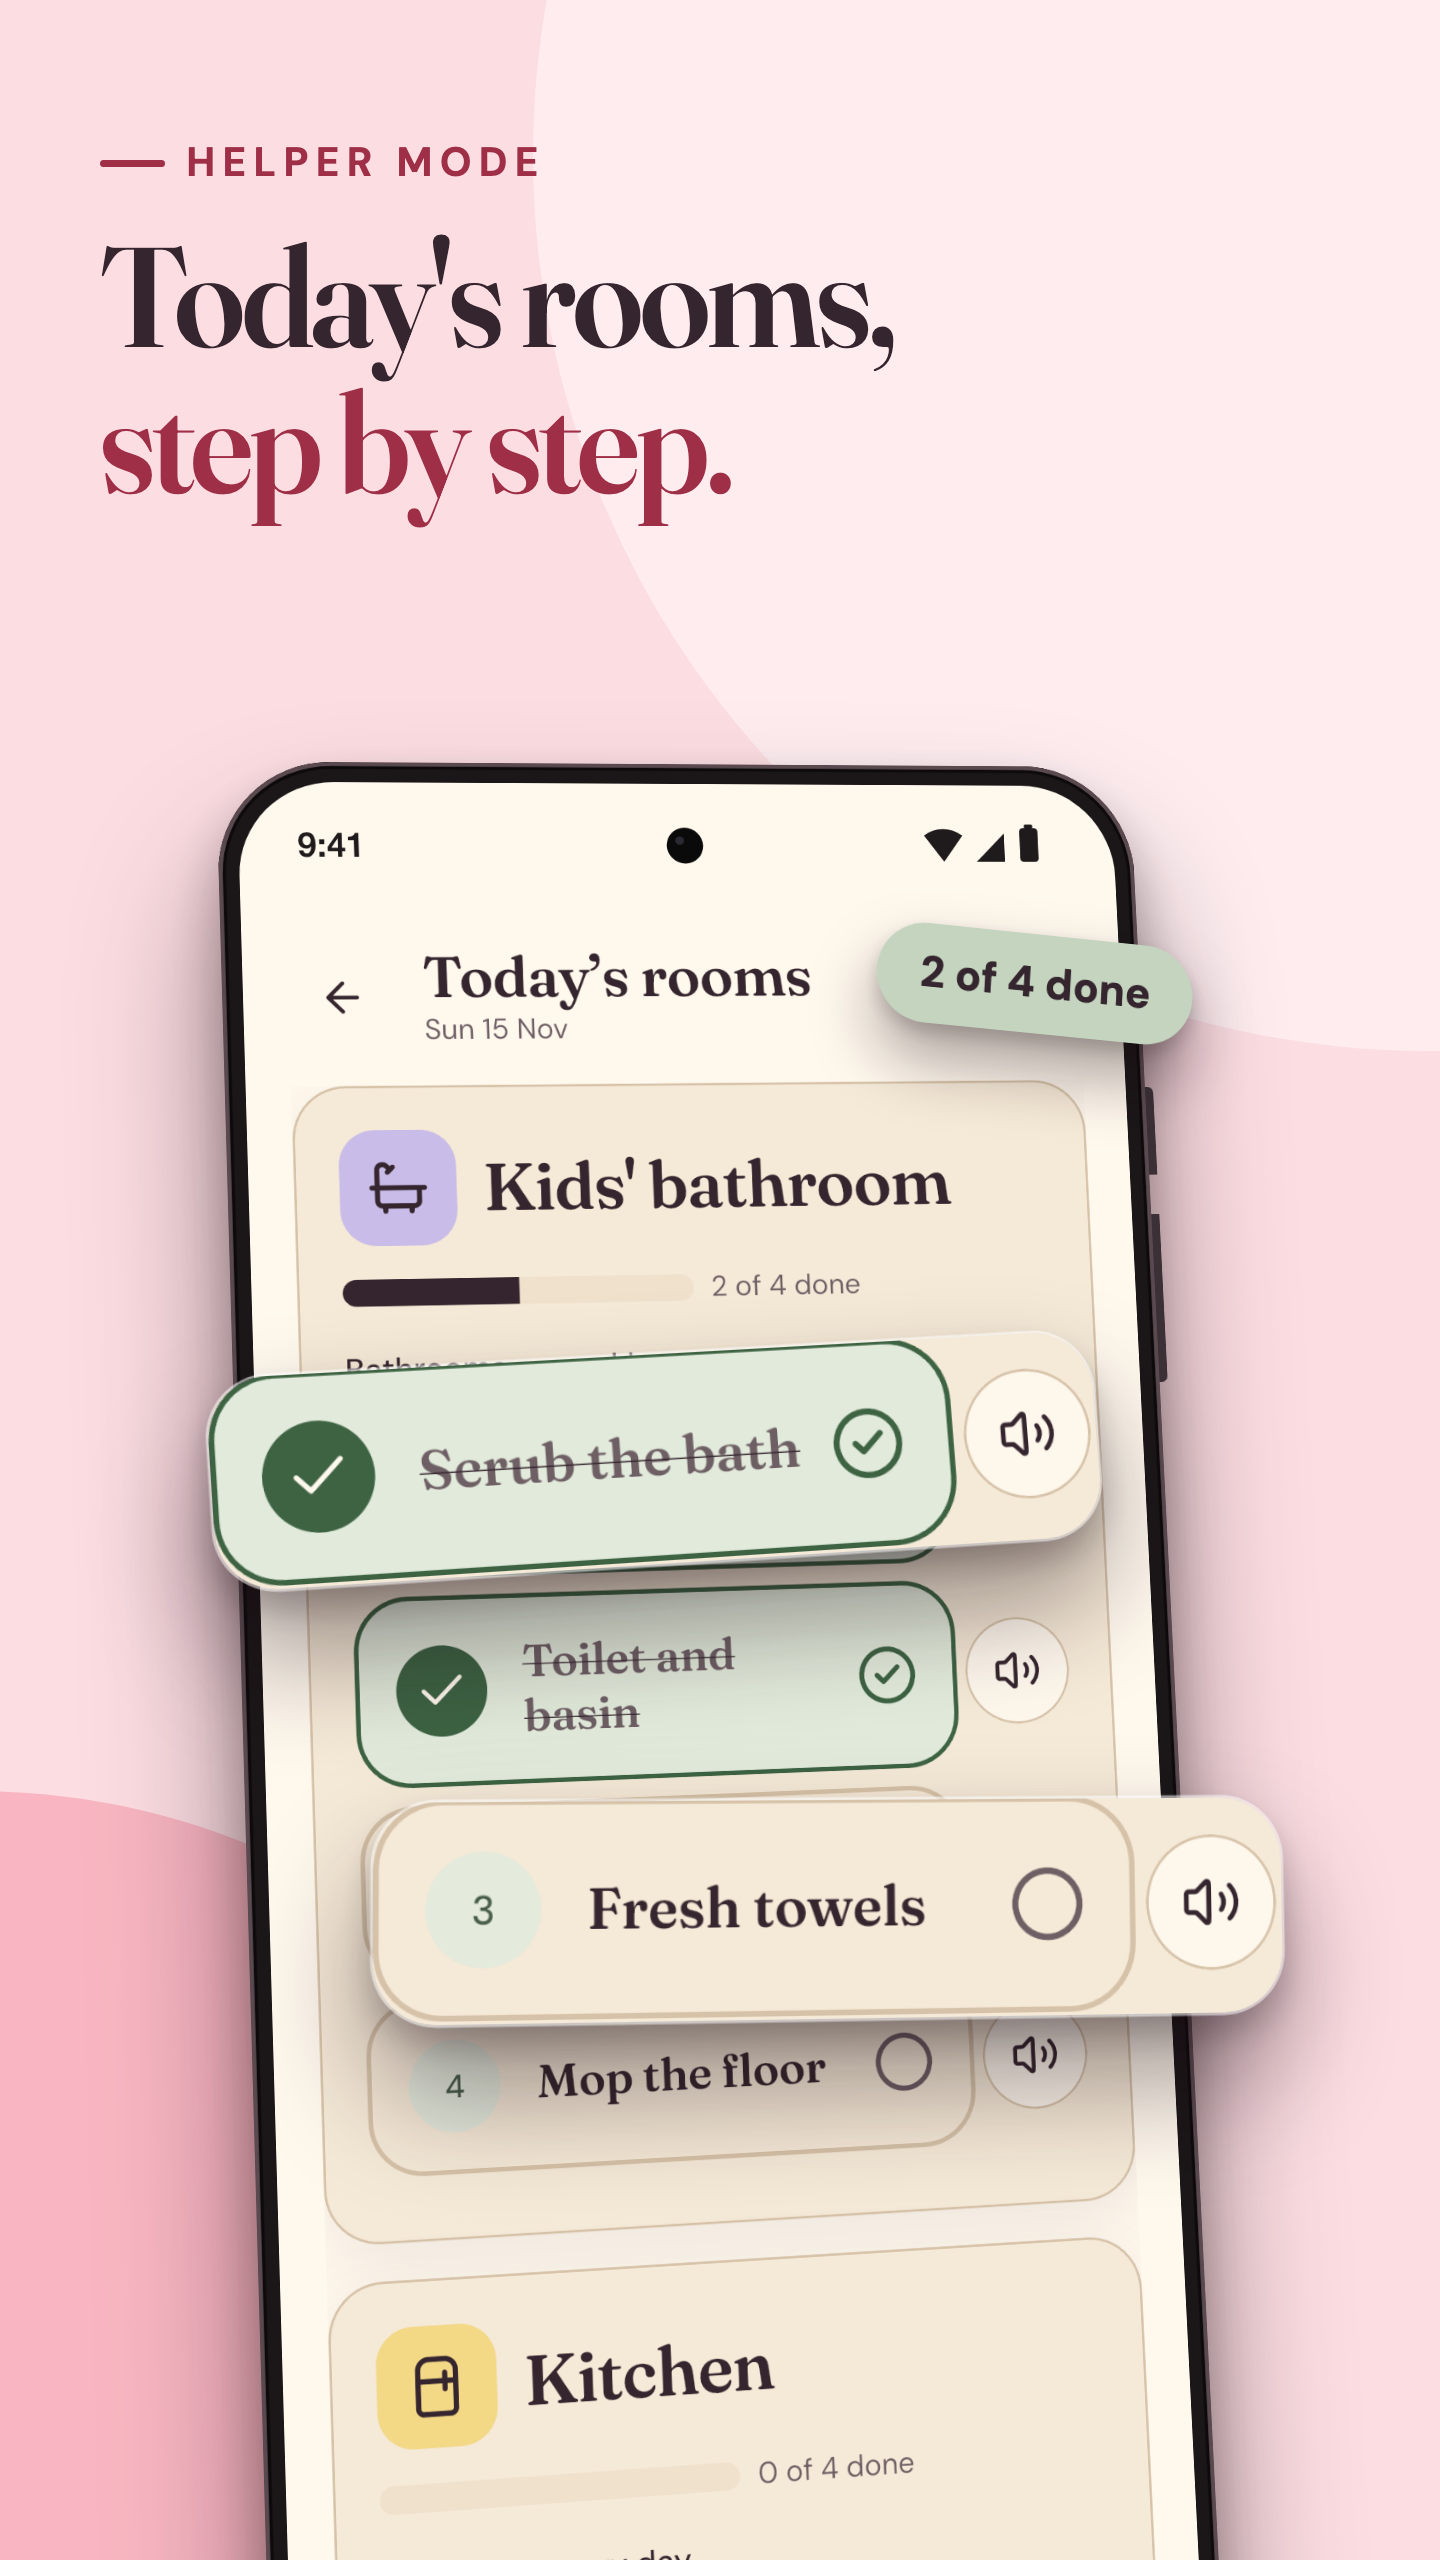 HELPER MODE
Today's rooms,
step by step.
9:41
Today’s rooms
Sun 15 Nov
2 of 4 done
Kids' bathroom
2 of 4 done
Scrub the bath
Toilet and
basin
3
Fresh towels
4
Mop the floor
Kitchen
0 of 4 done